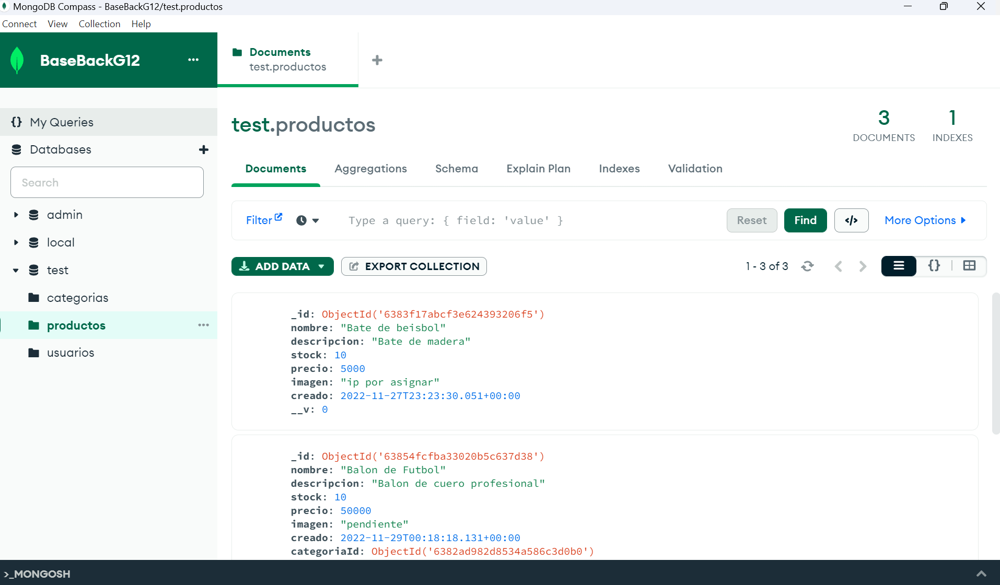 MongoDB Compass - BaseBackG12/test.productos
Connect View Collection Help
BaseBackG12 ...
Documents
test.productos
+
{} My Queries
Databases +
Search
admin
local
test
categorias
productos ...
usuarios
test.productos
3
DOCUMENTS
1
INDEXES
Documents Aggregations Schema Explain Plan Indexes Validation
Filter Type a query: { field: 'value' } Reset Find </> More Options
ADD DATA EXPORT COLLECTION 1 - 3 of 3 {}
_id: ObjectId('6383f17abcf3e624393206f5')
nombre: "Bate de beisbol"
descripcion: "Bate de madera"
stock: 10
precio: 5000
imagen: "ip por asignar"
creado: 2022-11-27T23:23:30.051+00:00
__v: 0
_id: ObjectId('63854fcfba33020b5c637d38')
nombre: "Balon de Futbol"
descripcion: "Balon de cuero profesional"
stock: 10
precio: 50000
imagen: "pendiente"
creado: 2022-11-29T00:18:18.131+00:00
categoriaId: ObjectId('6382ad982d8534a586c3d0b0')
>_MONGOSH